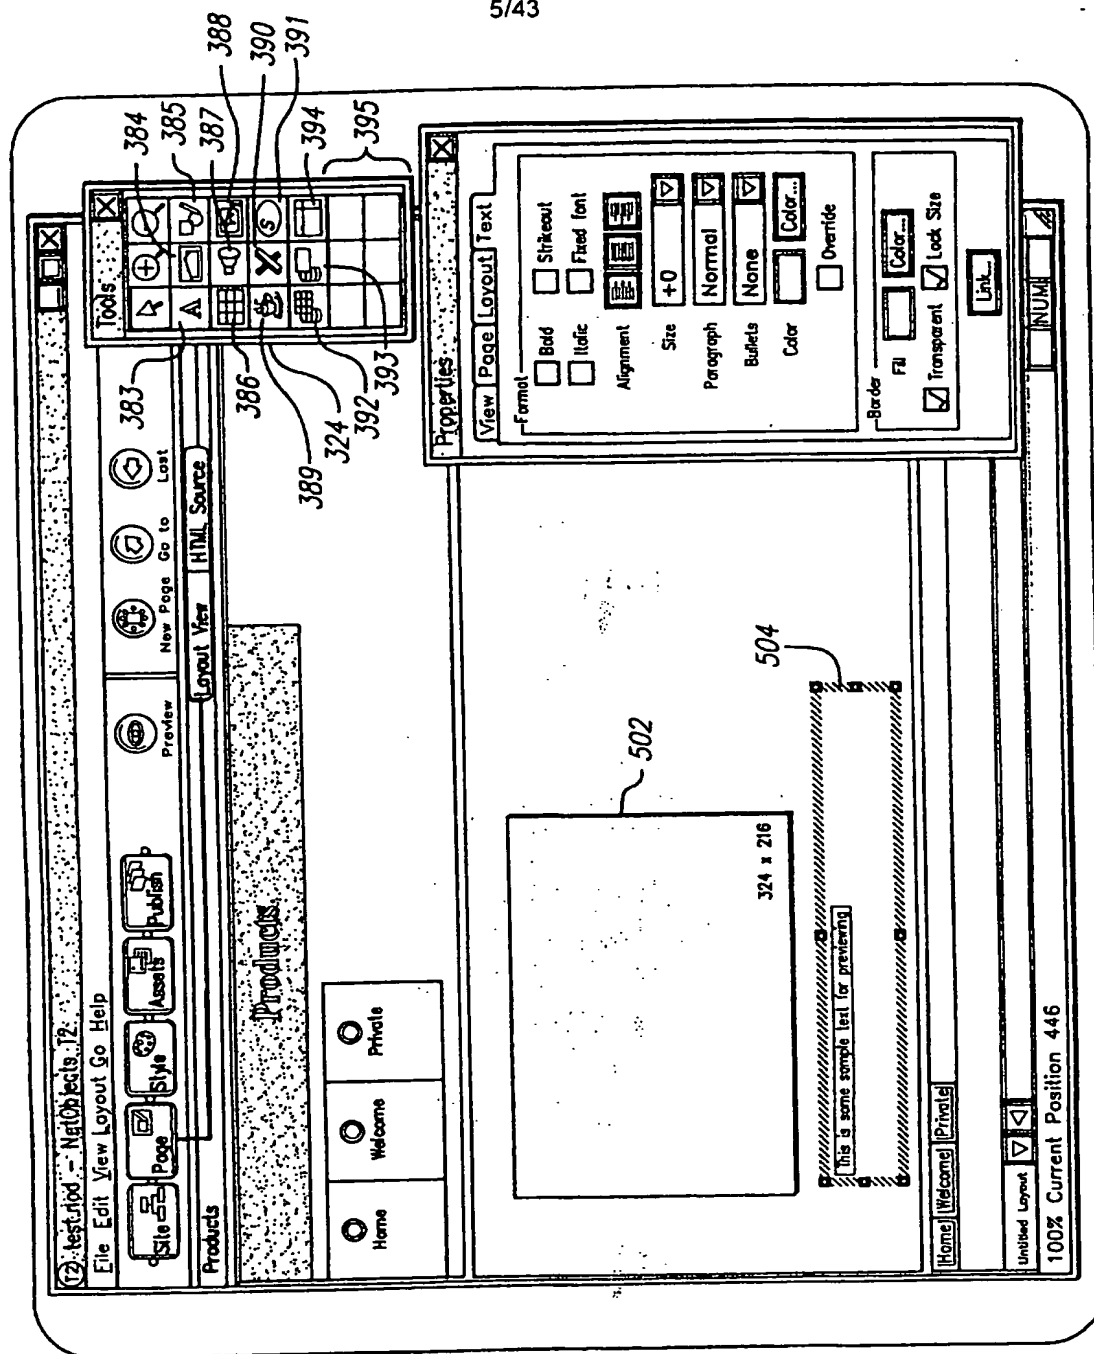 5/43
T2 test.nod - NetObjects T2
File Edit View Layout Go Help
Site
Page
Style
Assets
Publish
Preview
New Page
Go to
Last
Products
Layout View
HTML Source
Products
Home
Welcome
Private
324 x 216
502
This is some sample text for previewing
504
Home
Welcome
Private
Untitled Layout
100% Current Position 446
NUM
Tools
A
S
383
384
385
386
387
388
389
390
391
324
392
393
394
395
Properties
View
Page
Layout
Text
Format
Bold
Strikeout
Italic
Fixed font
Alignment
Size
+0
Paragraph
Normal
Bullets
None
Color
Color...
Override
Border
Fill
Color...
Transparent
Lock Size
Link...